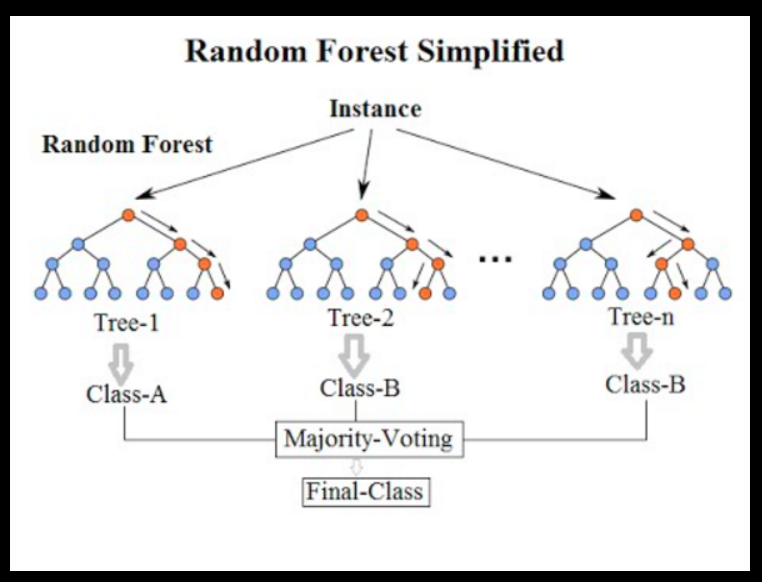 Random Forest Simplified
Instance
Random Forest
...
Tree-1
Tree-2
Tree-n
Class-A
Class-B
Class-B
Majority-Voting
Final-Class